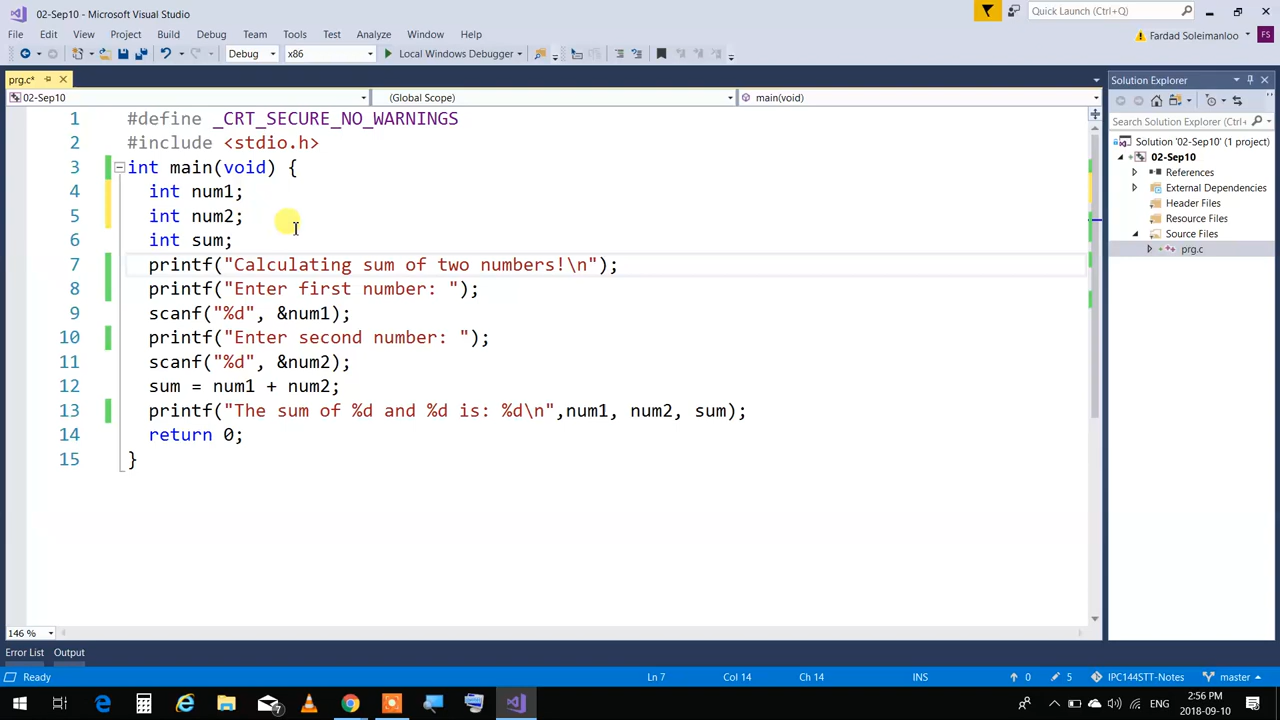 02-Sep10 - Microsoft Visual Studio
Quick Launch (Ctrl+Q)
File Edit View Project Build Debug Team Tools Test Analyze Window Help
Fardad Soleimanloo FS
Debug x86 Local Windows Debugger
prg.c*
02-Sep10 (Global Scope) main(void)
1 #define _CRT_SECURE_NO_WARNINGS
2 #include <stdio.h>
3 int main(void) {
4 int num1;
5 int num2;
6 int sum;
7 printf("Calculating sum of two numbers!\n");
8 printf("Enter first number: ");
9 scanf("%d", &num1);
10 printf("Enter second number: ");
11 scanf("%d", &num2);
12 sum = num1 + num2;
13 printf("The sum of %d and %d is: %d\n",num1, num2, sum);
14 return 0;
15 }
146 %
Solution Explorer
Search Solution Explorer (Ctrl+
Solution '02-Sep10' (1 project)
02-Sep10
References
External Dependencies
Header Files
Resource Files
Source Files
prg.c
Error List Output
Ready Ln 7 Col 14 Ch 14 INS 0 5 IPC144STT-Notes master
7 ENG 2:56 PM
2018-09-10